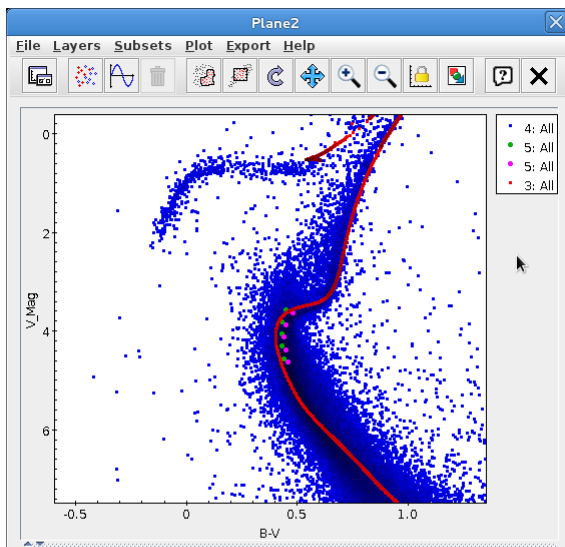 Plane2
File Layers Subsets Plot Export Help
4: All
5: All
5: All
3: All
0
2
4
6
V_Mag
-0.5 0 0.5 1.0
B-V